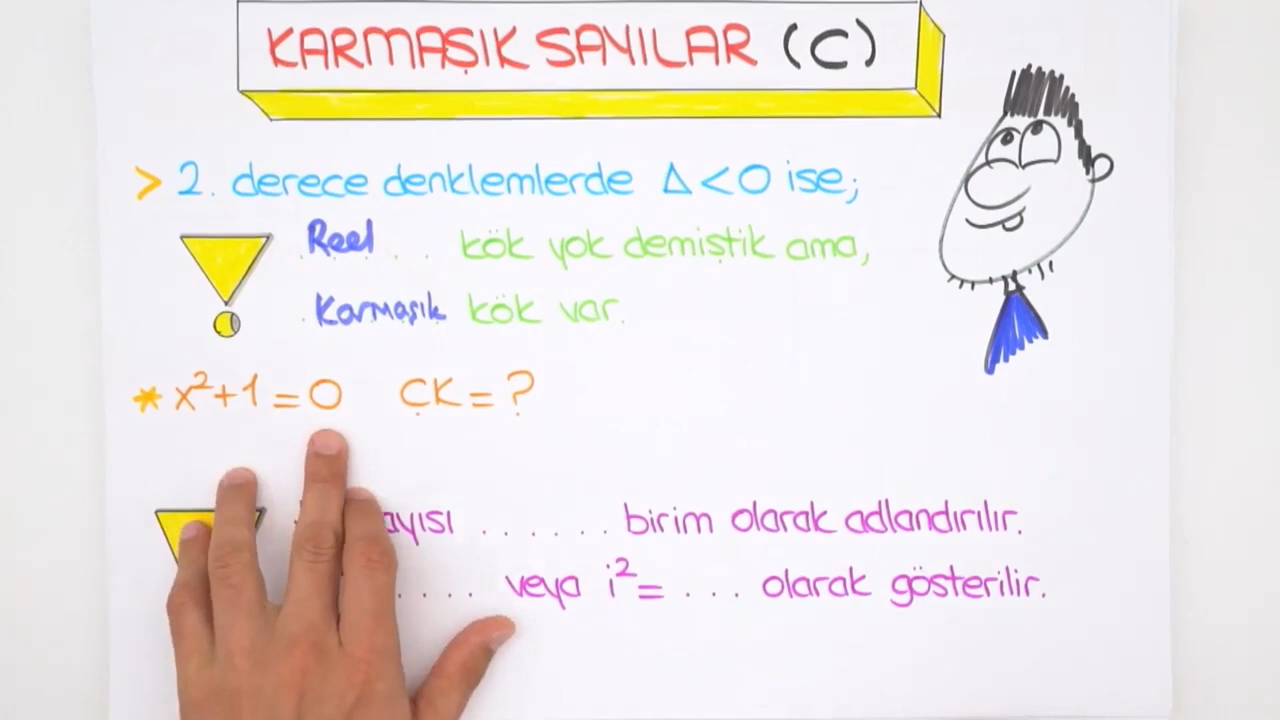 KARMAŞIK SAYILAR (C)
> 2. derece denklemlerde Δ<0 ise;
Reel .. kök yok demiştik ama,
. Karmaşık kök var.
* x²+1=0 ÇK=?
...... birim olarak adlandırılır.
.... veya i²= ... olarak gösterilir.